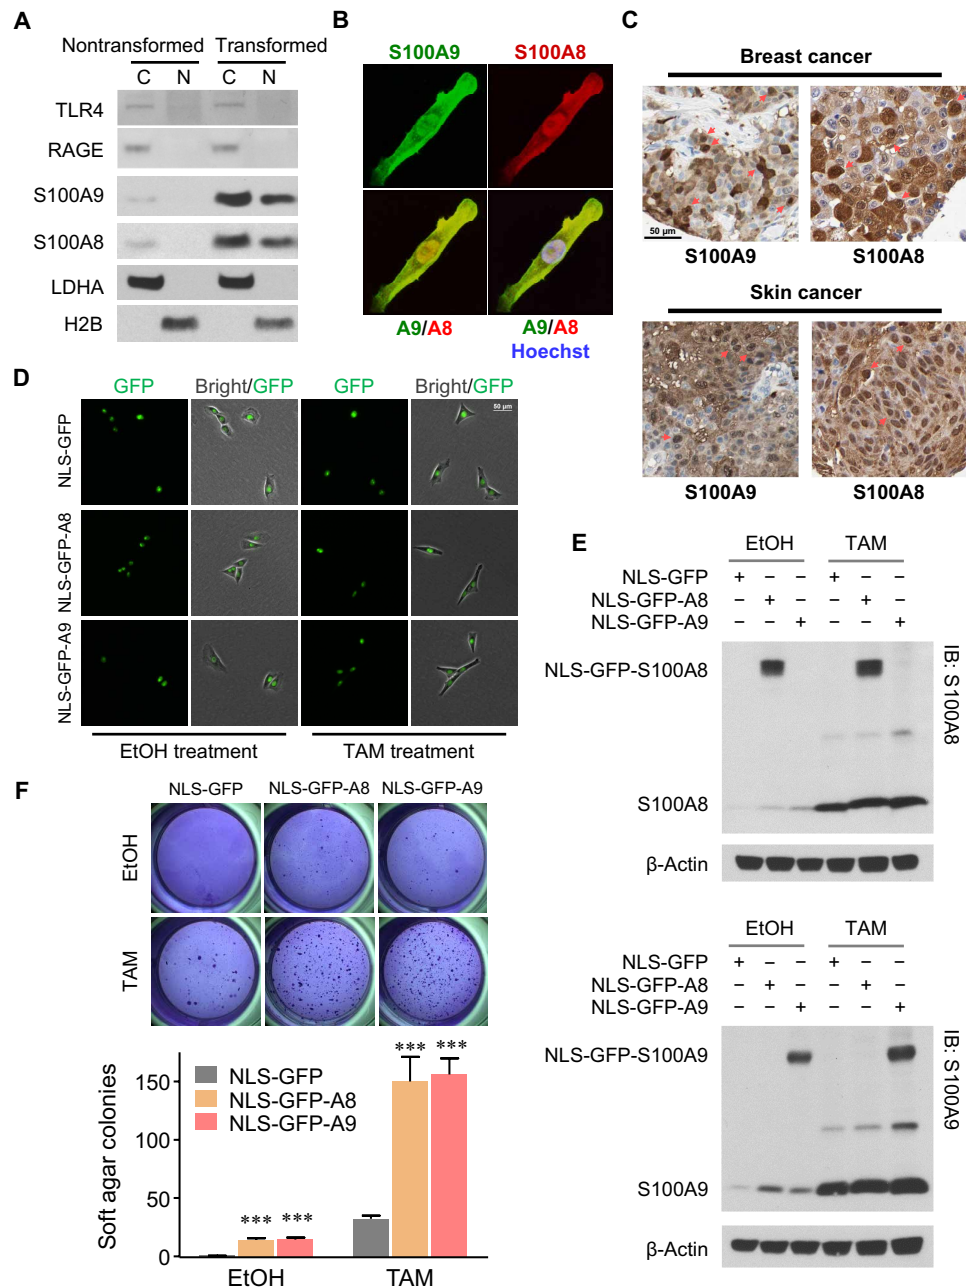 A
Nontransformed Transformed
C N C N
TLR4
RAGE
S100A9
S100A8
LDHA
H2B
B
S100A9 S100A8
A9/A8 A9/A8
Hoechst
C
Breast cancer
50 µm
S100A9 S100A8
Skin cancer
S100A9 S100A8
D
GFP Bright/GFP GFP Bright/GFP
50 µm
NLS-GFP
NLS-GFP-A8
NLS-GFP-A9
EtOH treatment TAM treatment
E
EtOH TAM
NLS-GFP + − − + − −
NLS-GFP-A8 − + − − + −
NLS-GFP-A9 − − + − − +
NLS-GFP-S100A8
S100A8
IB: S100A8
β-Actin
EtOH TAM
NLS-GFP + − − + − −
NLS-GFP-A8 − + − − + −
NLS-GFP-A9 − − + − − +
NLS-GFP-S100A9
S100A9
IB: S100A9
β-Actin
F
NLS-GFP NLS-GFP-A8 NLS-GFP-A9
EtOH
TAM
Soft agar colonies
150
100
50
0
NLS-GFP
NLS-GFP-A8
NLS-GFP-A9
*** ***
*** ***
EtOH TAM